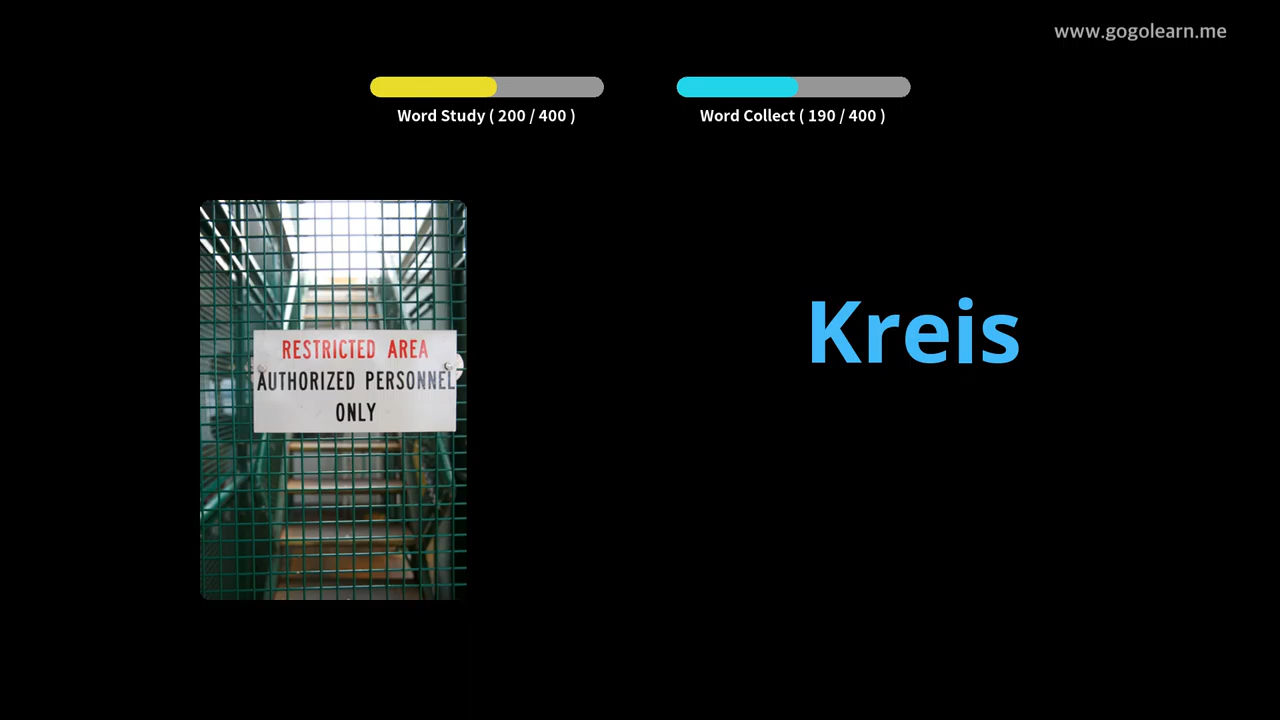 www.gogolearn.me
Word Study ( 200 / 400 )
Word Collect ( 190 / 400 )
RESTRICTED AREA
AUTHORIZED PERSONNEL
ONLY
Kreis